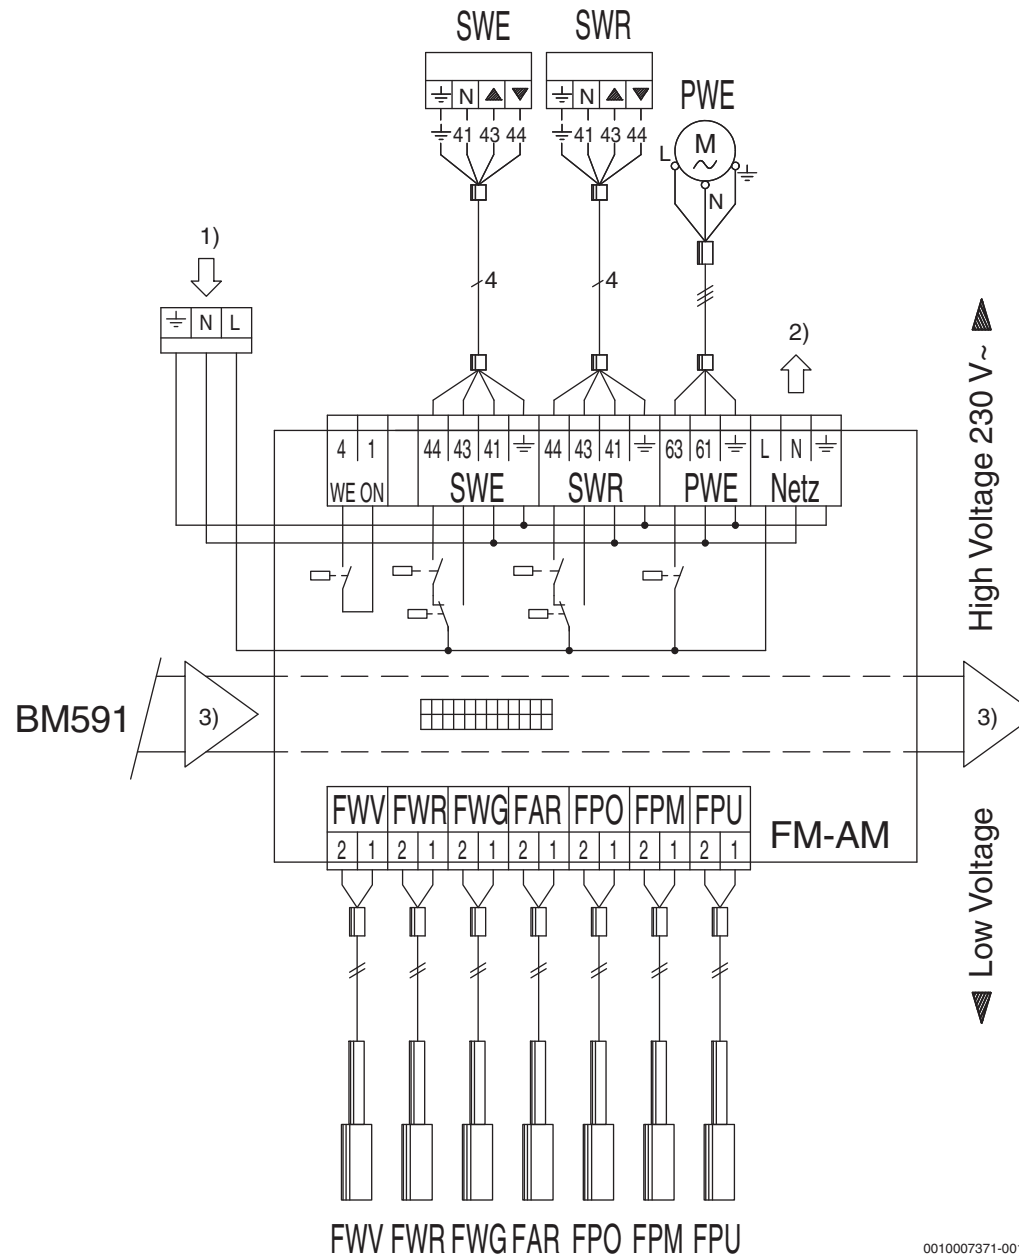 SWE SWR
N N
41 43 44 41 43 44
PWE
M
L
N
1)
N L
4 4
2)
High Voltage 230 V~
4 1 44 43 41 44 43 41 63 61 L N
WE ON SWE SWR PWE Netz
BM591
3) 3)
FWV FWR FWG FAR FPO FPM FPU
2 1 2 1 2 1 2 1 2 1 2 1 2 1
FM-AM
Low Voltage
FWV FWR FWG FAR FPO FPM FPU
0010007371-001